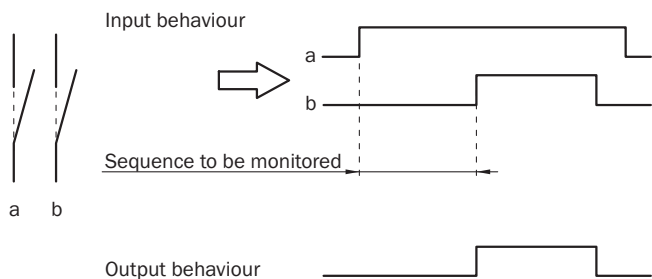 Input behaviour
a
b
Sequence to be monitored
a b
Output behaviour